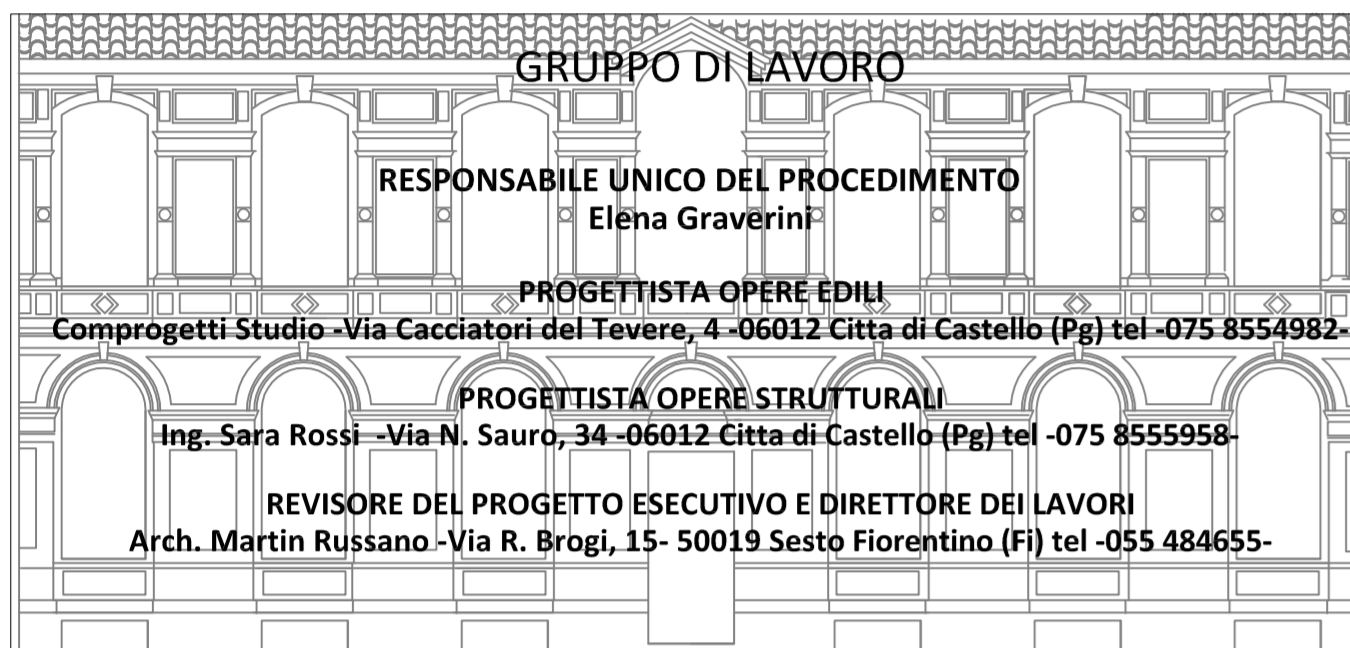 GRUPPO DI LAVORO
RESPONSABILE UNICO DEL PROCEDIMENTO
Elena Graverini
PROGETTISTA OPERE EDILI
Comprogetti Studio -Via Cacciatori del Tevere, 4 -06012 Citta di Castello (Pg) tel -075 8554982-
PROGETTISTA OPERE STRUTTURALI
Ing. Sara Rossi -Via N. Sauro, 34 -06012 Citta di Castello (Pg) tel -075 8555958-
REVISORE DEL PROGETTO ESECUTIVO E DIRETTORE DEI LAVORI
Arch. Martin Russano -Via R. Brogi, 15- 50019 Sesto Fiorentino (Fi) tel -055 484655-